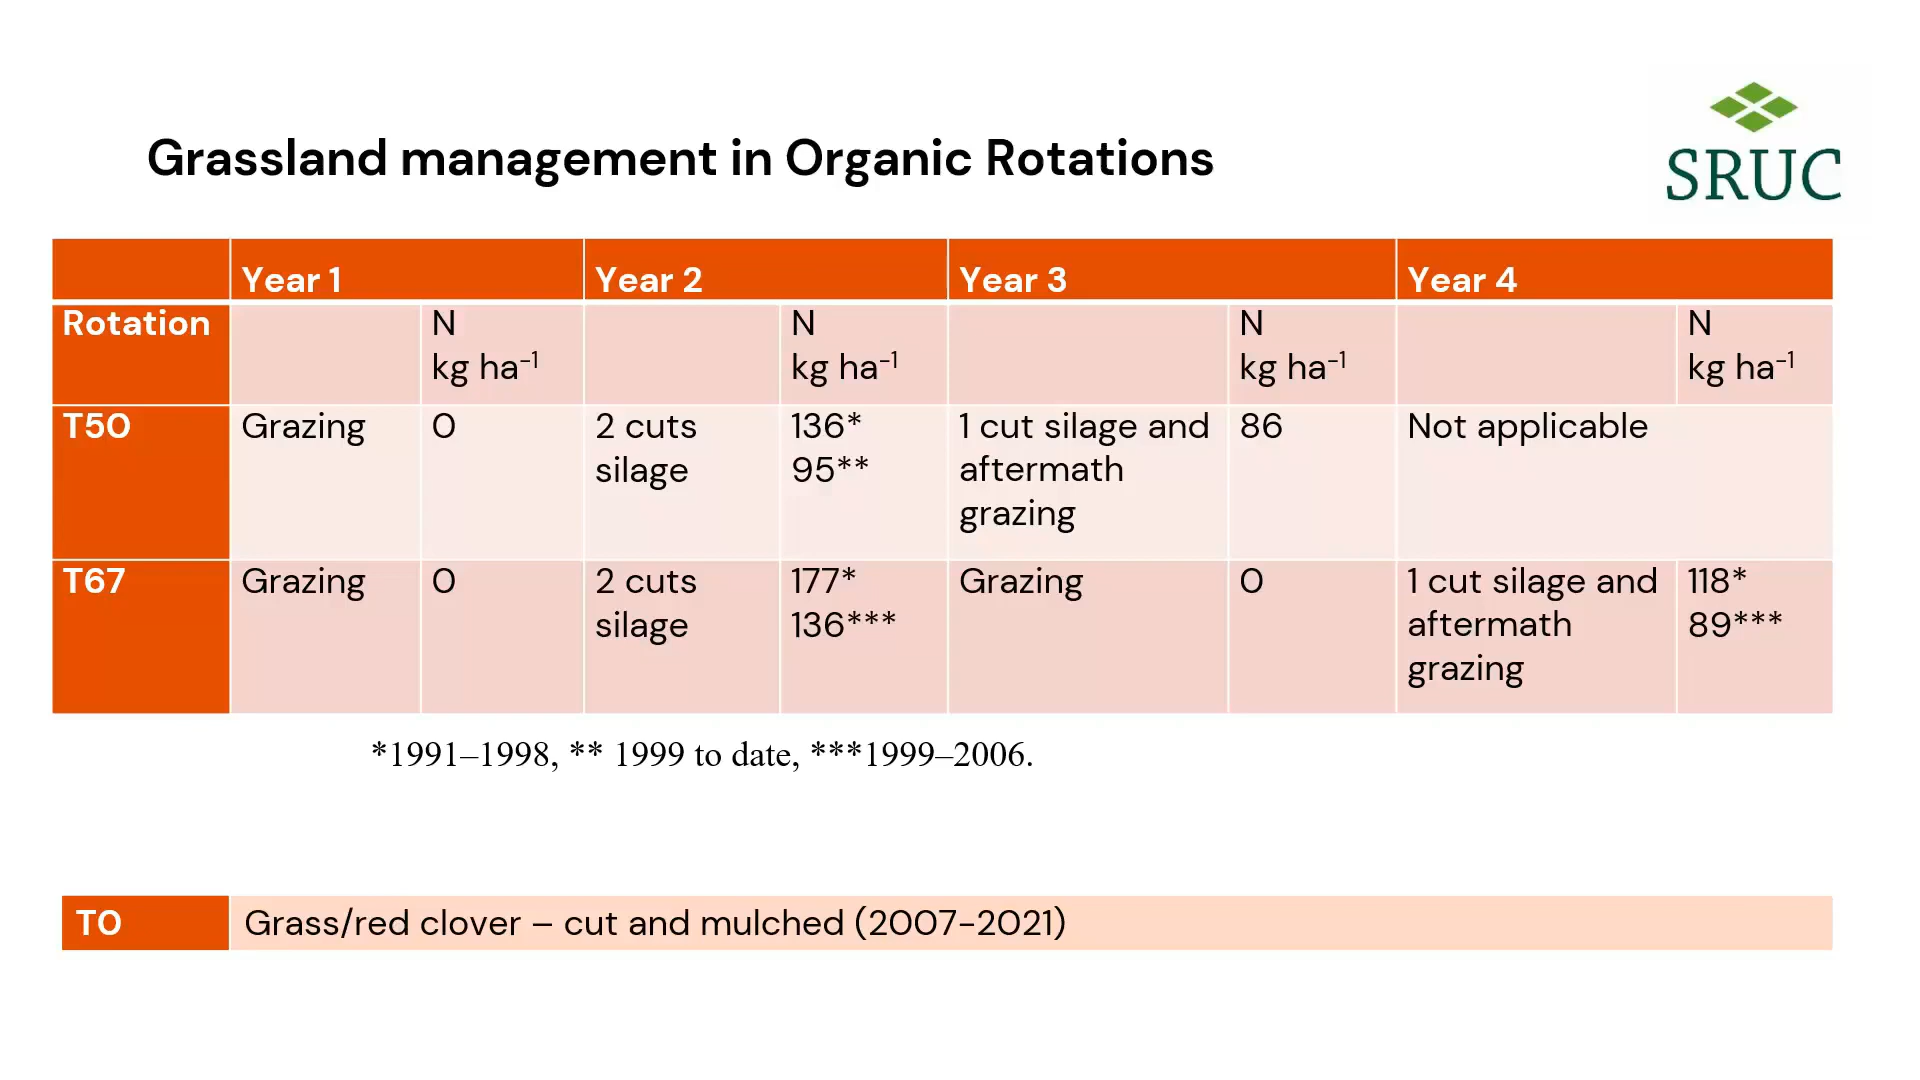 Grassland management in Organic Rotations
SRUC
Year 1 Year 2 Year 3 Year 4
Rotation N kg ha⁻¹ N kg ha⁻¹ N kg ha⁻¹ N kg ha⁻¹
T50 Grazing 0 2 cuts 136* 1 cut silage and 86 Not applicable
silage 95** aftermath
grazing
T67 Grazing 0 2 cuts 177* Grazing 0 1 cut silage and 118*
silage 136*** aftermath 89***
grazing
*1991–1998, ** 1999 to date, ***1999–2006.
T0 Grass/red clover – cut and mulched (2007-2021)